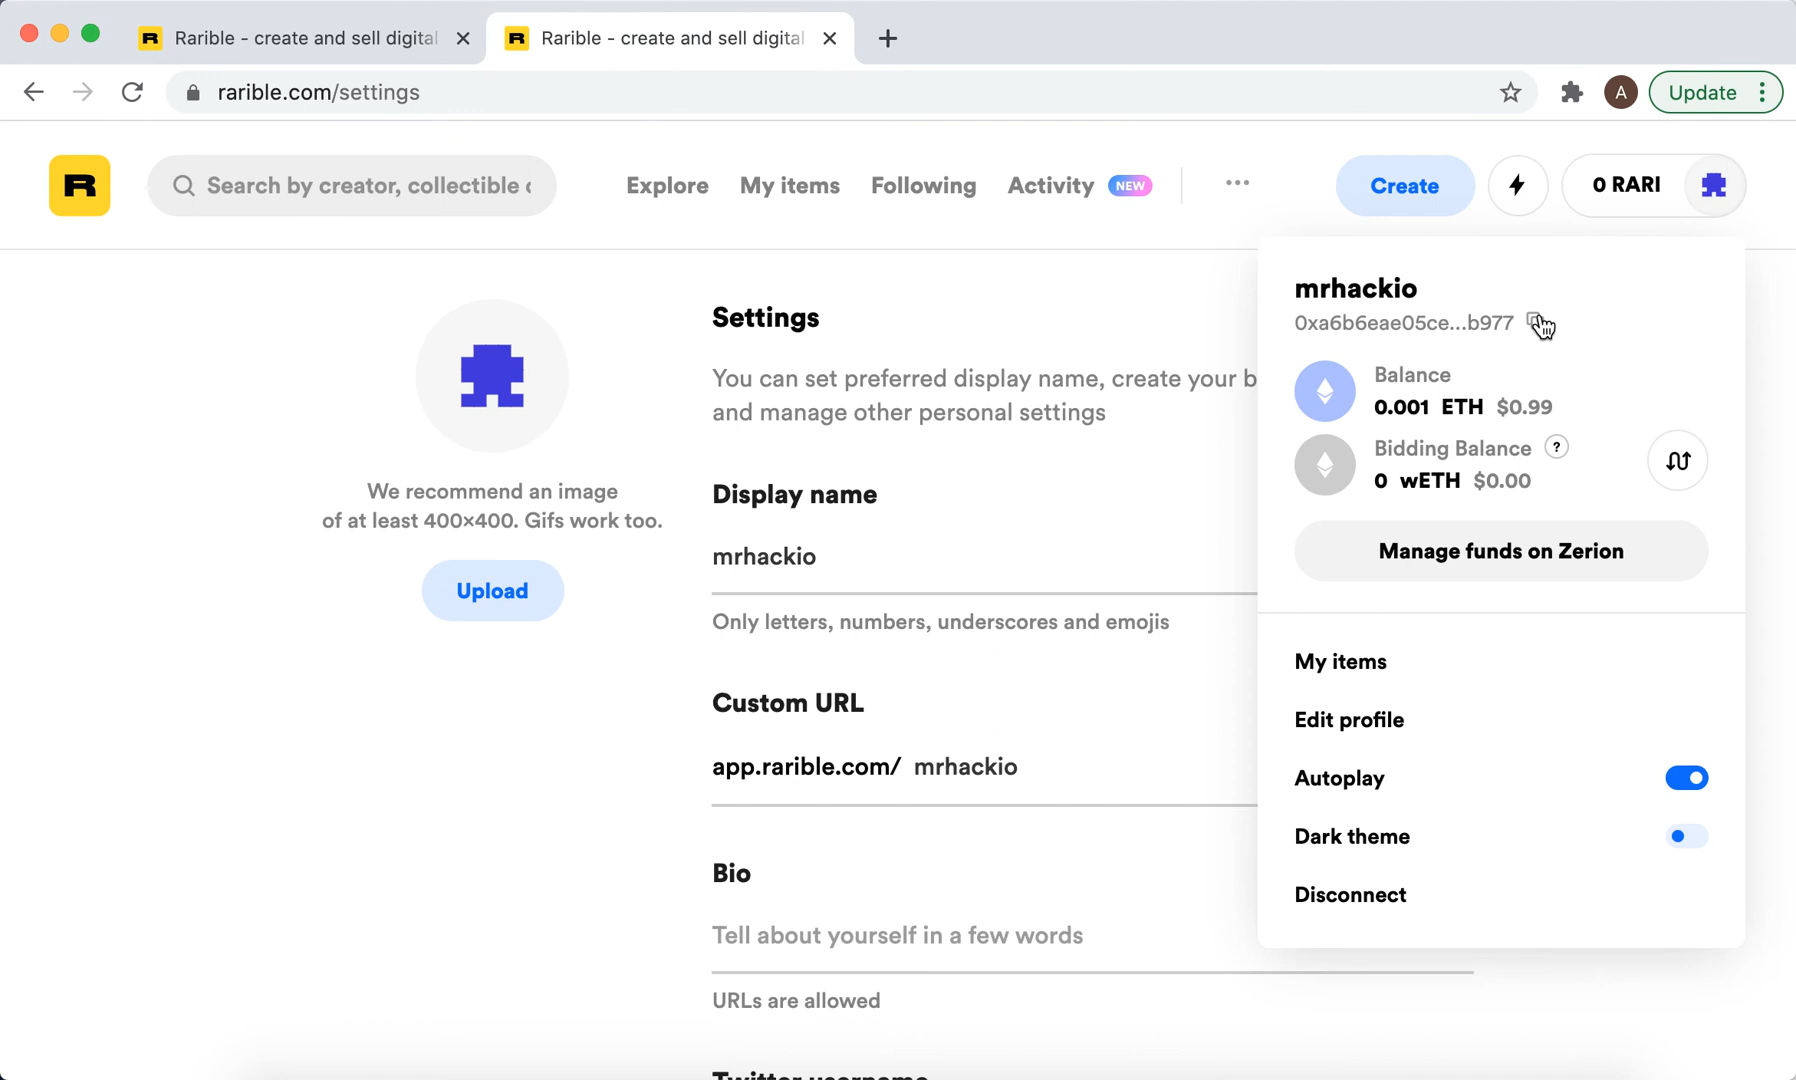 Rarible - create and sell digital
Rarible - create and sell digital
rarible.com/settings
A
Update
R
Search by creator, collectible
Explore
My items
Following
Activity
NEW
Create
0 RARI
mrhackio
0xa6b6eae05ce...b977
Balance
0.001 ETH $0.99
Bidding Balance ?
0 wETH $0.00
Manage funds on Zerion
My items
Edit profile
Autoplay
Dark theme
Disconnect
We recommend an image
of at least 400×400. Gifs work too.
Upload
Settings
You can set preferred display name, create your b
and manage other personal settings
Display name
mrhackio
Only letters, numbers, underscores and emojis
Custom URL
app.rarible.com/ mrhackio
Bio
Tell about yourself in a few words
URLs are allowed
Twitter username